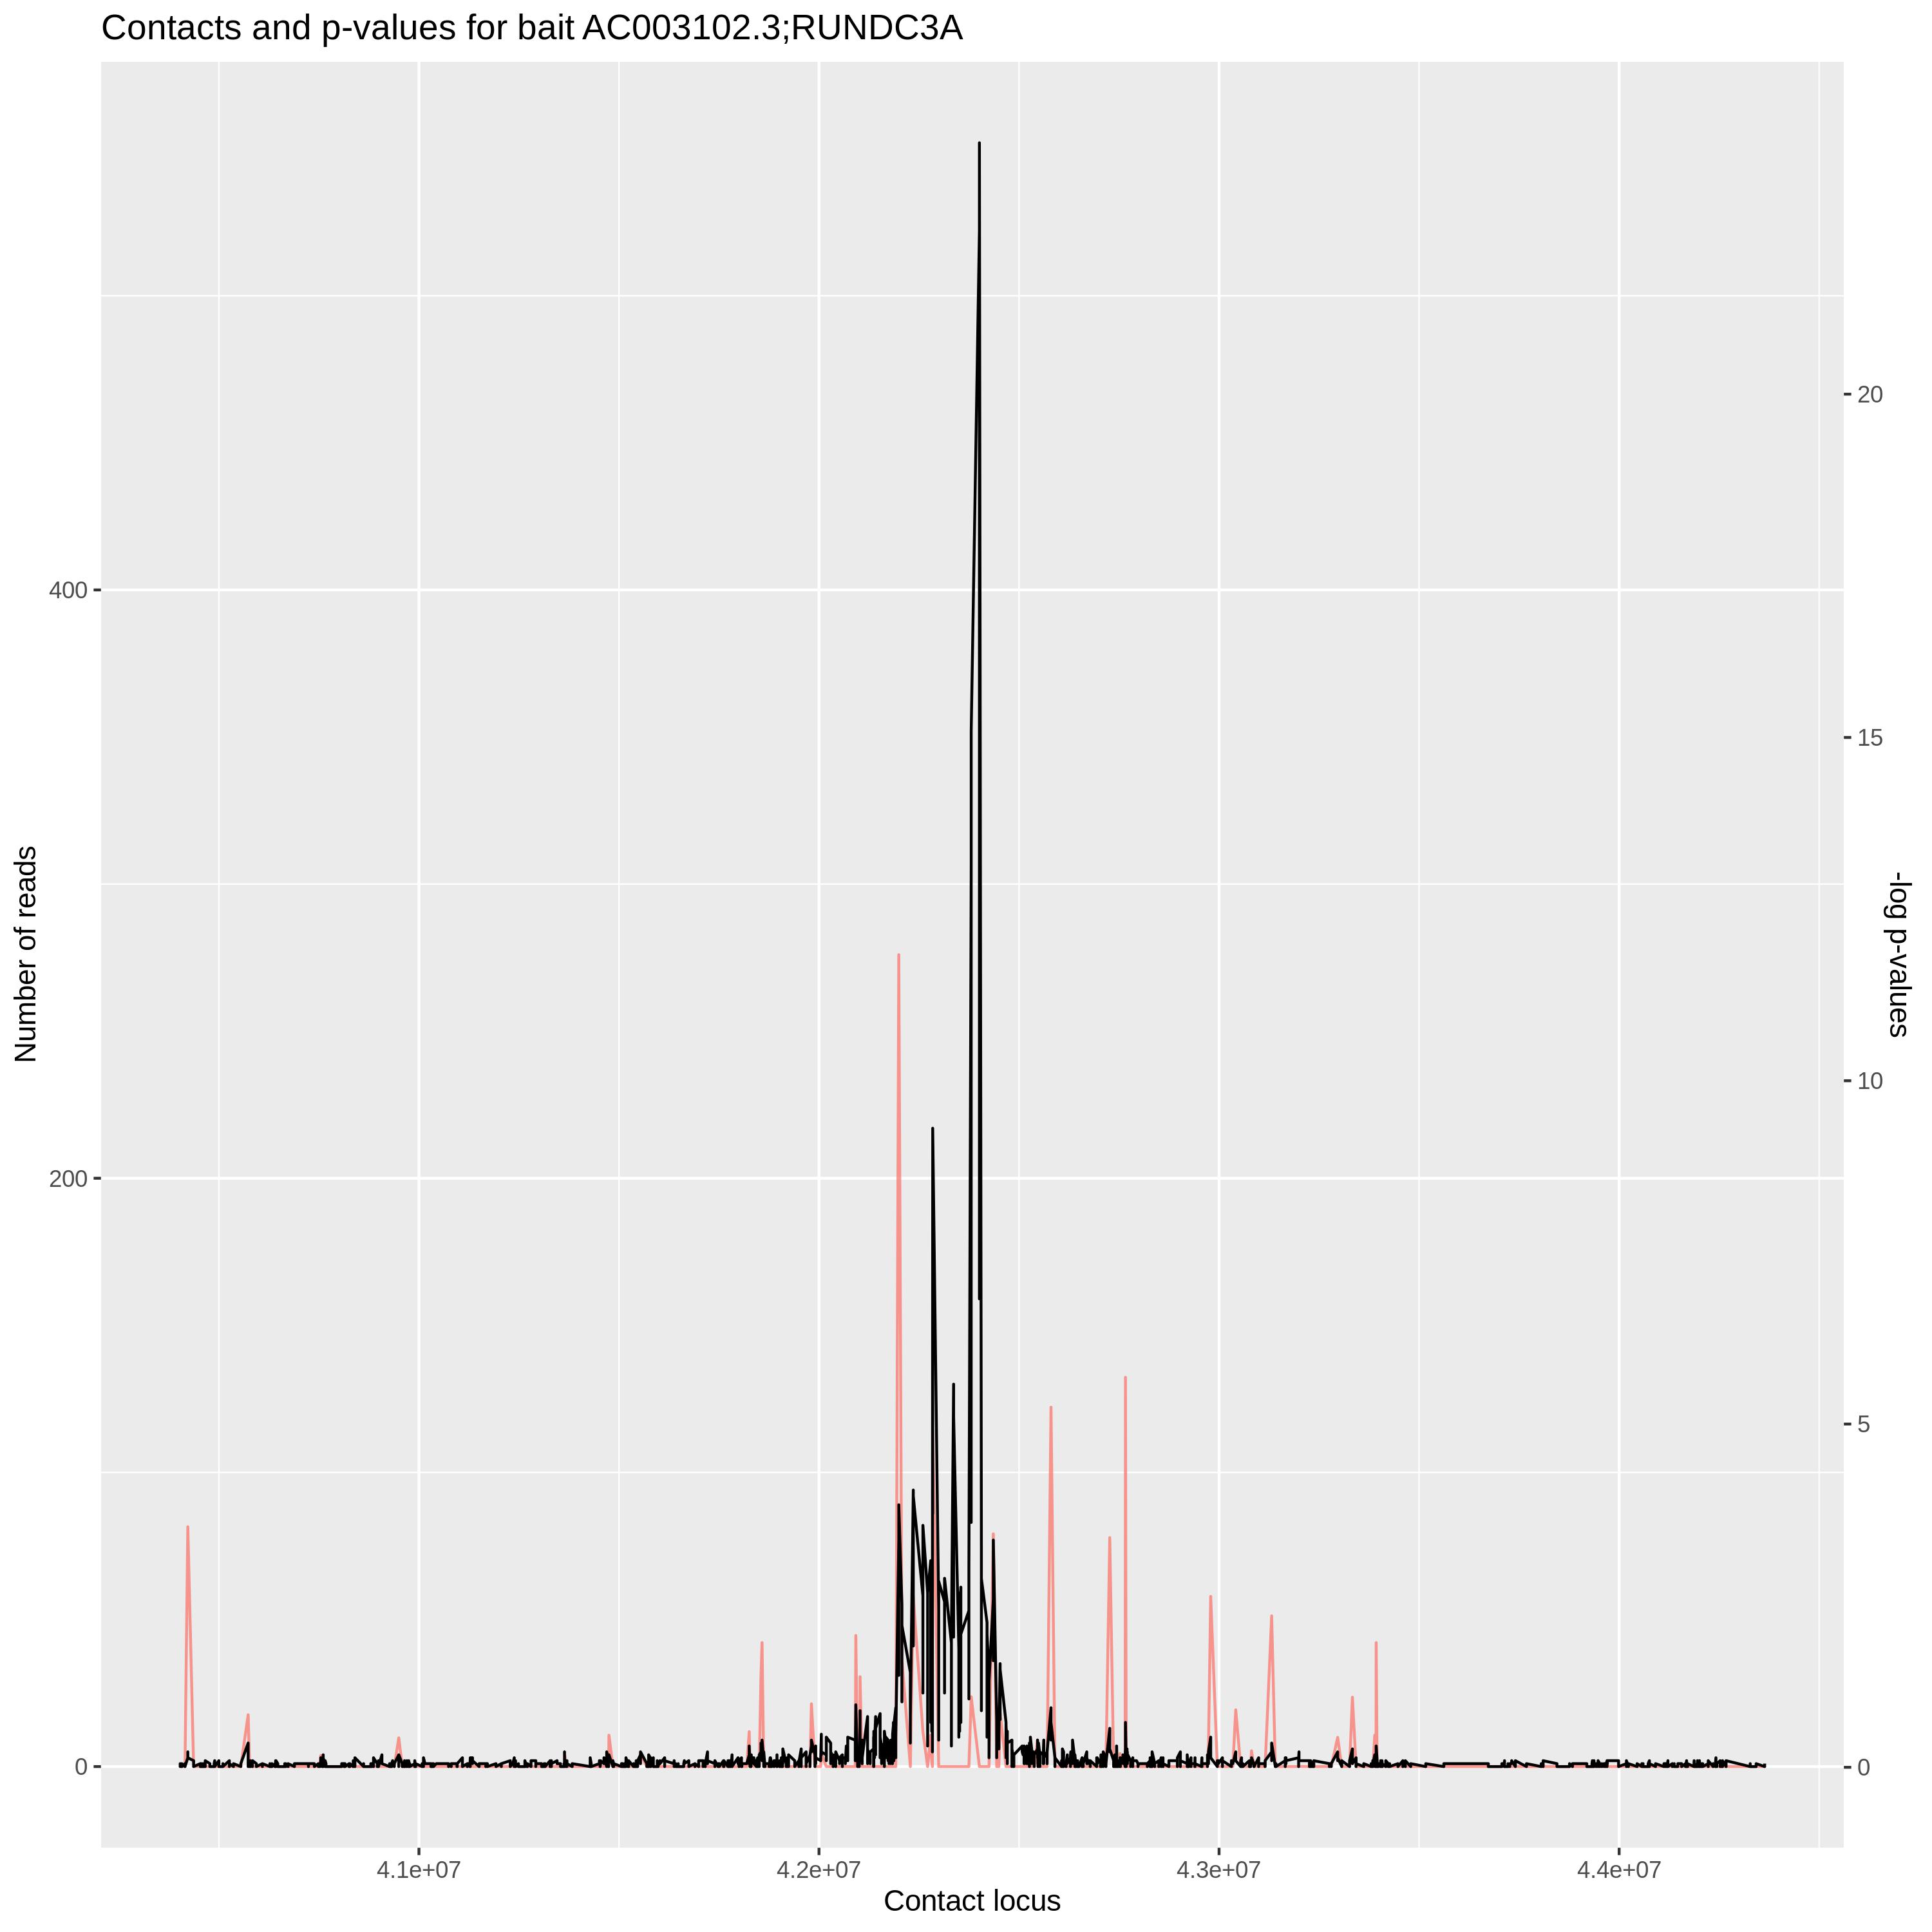 Contacts and p-values for bait AC003102.3;RUNDC3A
Number of reads
400
200
0
20
15
10
5
0
-log p-values
4.1e+07
4.2e+07
4.3e+07
4.4e+07
Contact locus